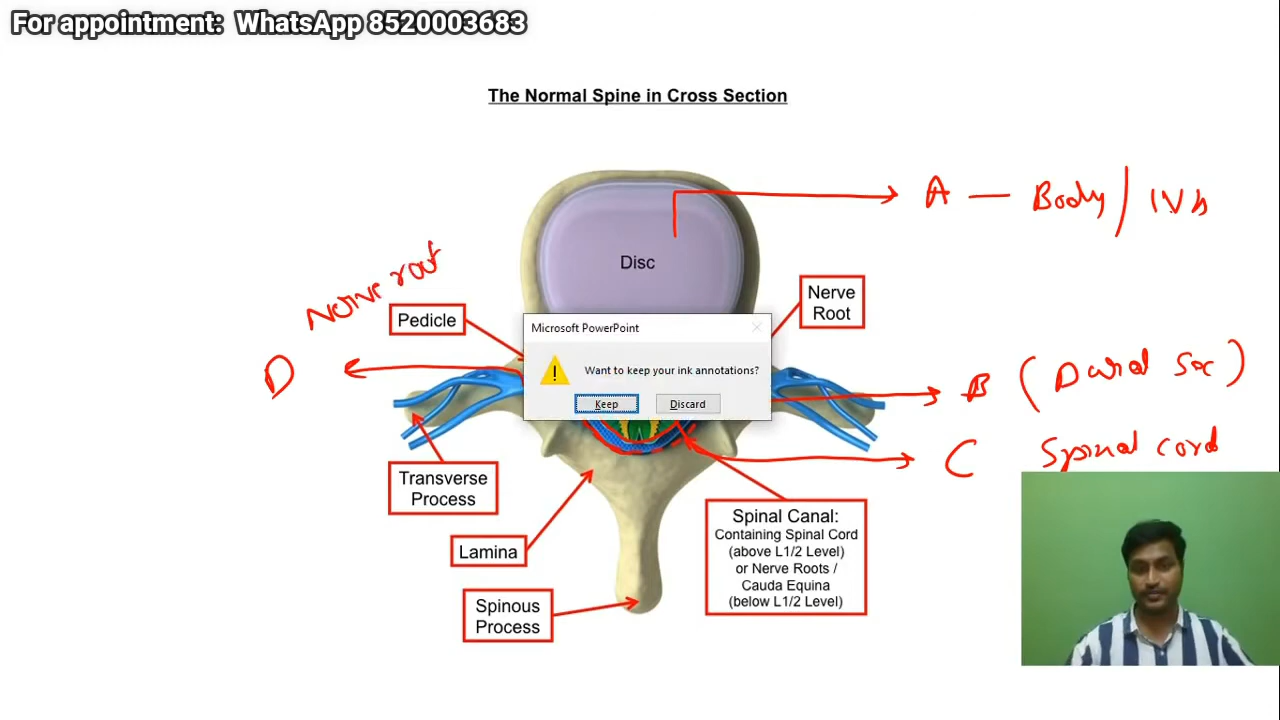 For appointment: WhatsApp 8520003683
The Normal Spine in Cross Section
A — Body /
Disc
Nerve root
Nerve
Root
Pedicle
Microsoft PowerPoint
Want to keep your ink annotations?
Keep
Discard
D
B (Dural Sac)
C Spinal cord
Transverse
Process
Lamina
Spinal Canal:
Containing Spinal Cord
(above L1/2 Level)
or Nerve Roots /
Cauda Equina
(below L1/2 Level)
Spinous
Process